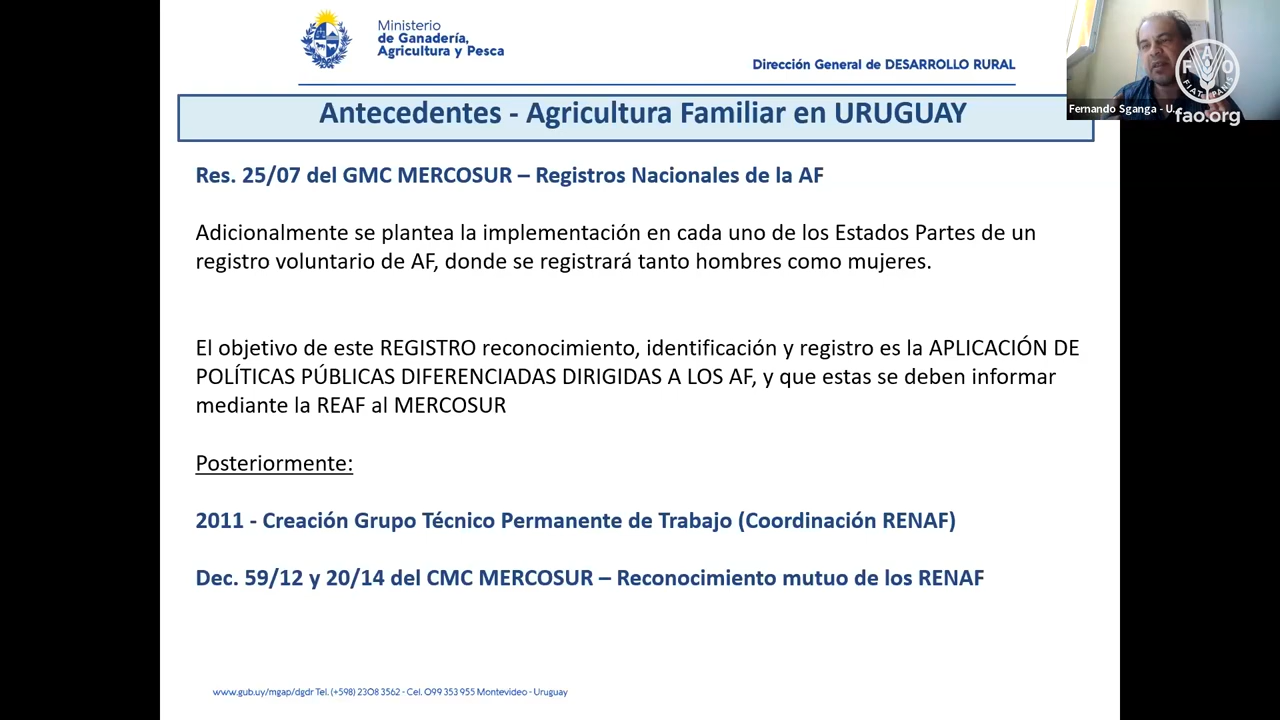 Ministerio
de Ganadería,
Agricultura y Pesca
Dirección General de DESARROLLO RURAL
Fernando Sganga - U...
FAO
FIAT PANIS
fao.org
Antecedentes - Agricultura Familiar en URUGUAY
Res. 25/07 del GMC MERCOSUR – Registros Nacionales de la AF
Adicionalmente se plantea la implementación en cada uno de los Estados Partes de un
registro voluntario de AF, donde se registrará tanto hombres como mujeres.
El objetivo de este REGISTRO reconocimiento, identificación y registro es la APLICACIÓN DE
POLÍTICAS PÚBLICAS DIFERENCIADAS DIRIGIDAS A LOS AF, y que estas se deben informar
mediante la REAF al MERCOSUR
Posteriormente:
2011 - Creación Grupo Técnico Permanente de Trabajo (Coordinación RENAF)
Dec. 59/12 y 20/14 del CMC MERCOSUR – Reconocimiento mutuo de los RENAF
www.gub.uy/mgap/dgdr Tel. (+598) 2308 3562 - Cel. 099 353 955 Montevideo - Uruguay